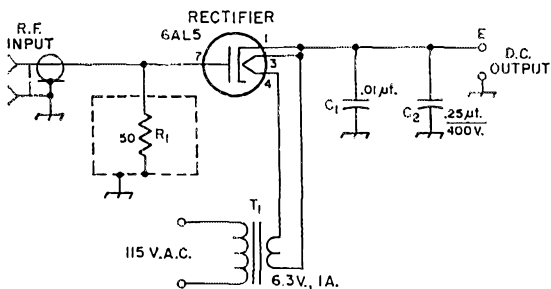 RECTIFIER
6AL5
R.F.
INPUT
7
1
3
4
E
D.C.
OUTPUT
C1
.01µf.
C2
.25µf.
400V.
50
R1
T1
115 V.A.C.
6.3V., 1A.